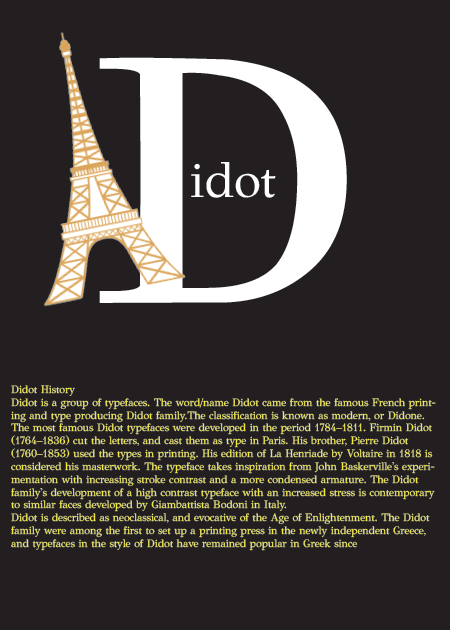 Didot
Didot History
Didot is a group of typefaces. The word/name Didot came from the famous French print-
ing and type producing Didot family.The classification is known as modern, or Didone.
The most famous Didot typefaces were developed in the period 1784–1811. Firmin Didot
(1764–1836) cut the letters, and cast them as type in Paris. His brother, Pierre Didot
(1760–1853) used the types in printing. His edition of La Henriade by Voltaire in 1818 is
considered his masterwork. The typeface takes inspiration from John Baskerville's experi-
mentation with increasing stroke contrast and a more condensed armature. The Didot
family's development of a high contrast typeface with an increased stress is contemporary
to similar faces developed by Giambattista Bodoni in Italy.
Didot is described as neoclassical, and evocative of the Age of Enlightenment. The Didot
family were among the first to set up a printing press in the newly independent Greece,
and typefaces in the style of Didot have remained popular in Greek since